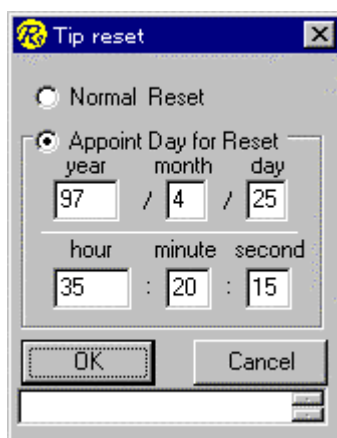 Tip reset
Normal Reset
Appoint Day for Reset
year month day
97 / 4 / 25
hour minute second
35 : 20 : 15
OK Cancel